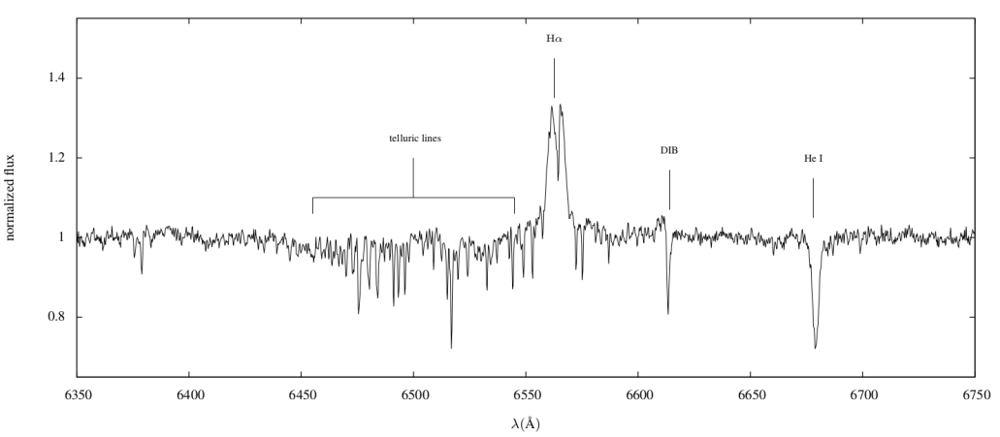 Hα
1.4
telluric lines
DIB
He I
1.2
normalized flux
1
0.8
6350 6400 6450 6500 6550 6600 6650 6700 6750
λ(Å)